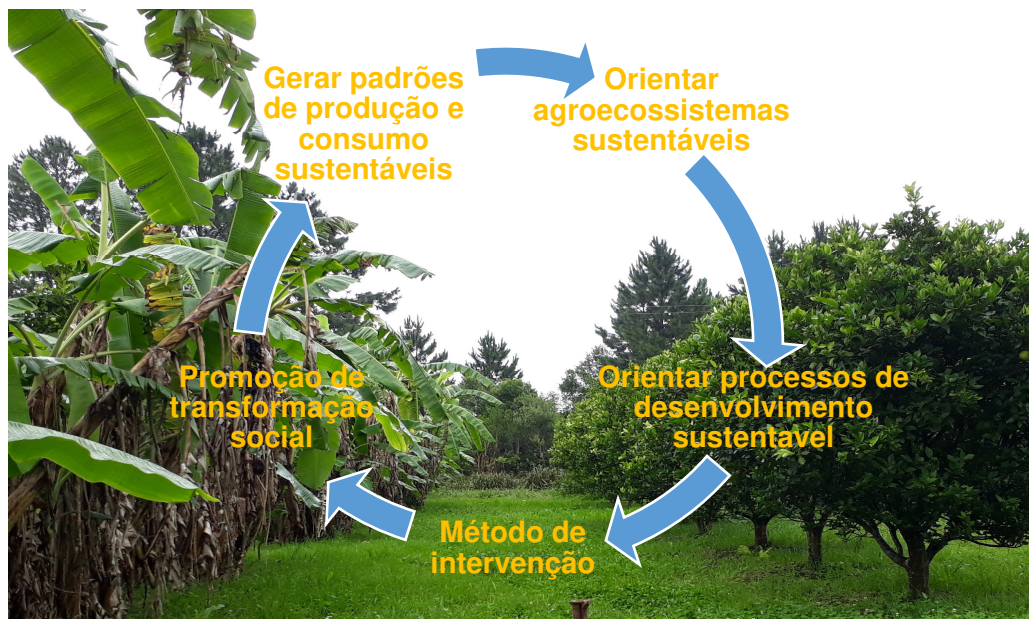 Gerar padrões
de produção e
consumo
sustentáveis
Orientar
agroecossistemas
sustentáveis
Orientar processos de
desenvolvimento
sustentavel
Método de
intervenção
Promoção de
transformação
social